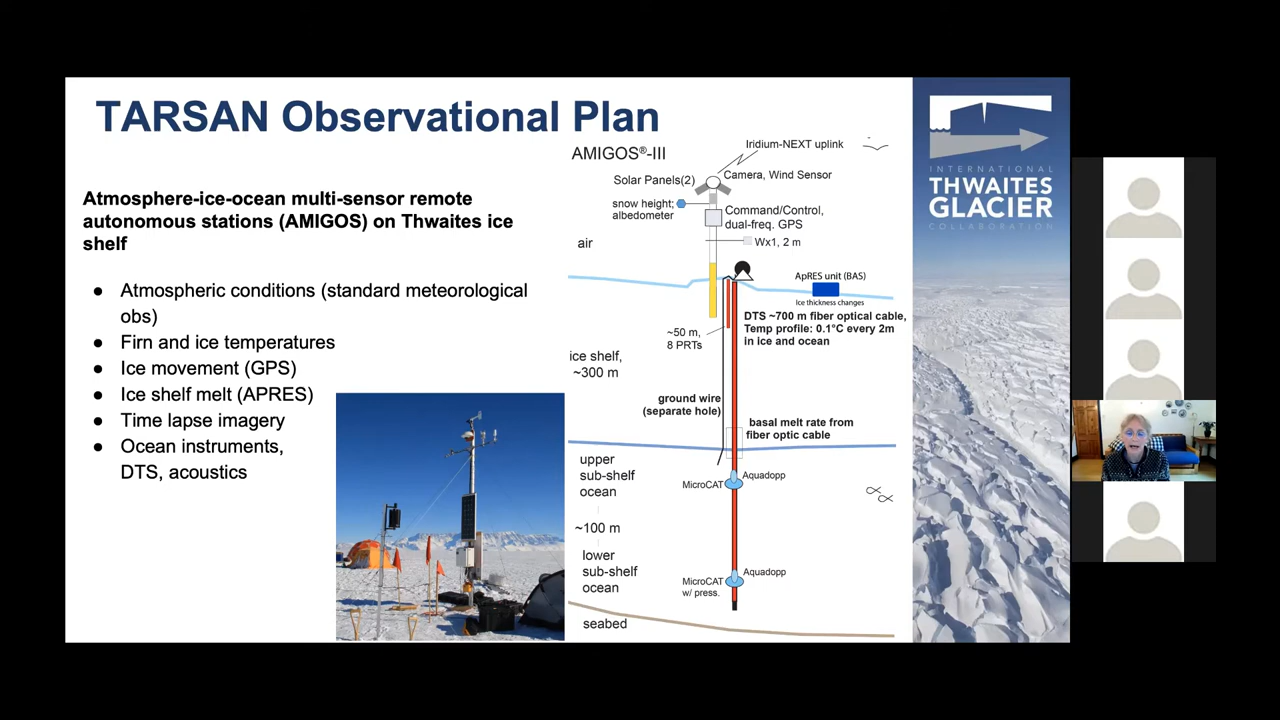 TARSAN Observational Plan
Atmosphere-ice-ocean multi-sensor remote
autonomous stations (AMIGOS) on Thwaites ice
shelf
● Atmospheric conditions (standard meteorological
obs)
● Firn and ice temperatures
● Ice movement (GPS)
● Ice shelf melt (APRES)
● Time lapse imagery
● Ocean instruments,
DTS, acoustics
AMIGOS®-III
Iridium-NEXT uplink
Solar Panels(2)
Camera, Wind Sensor
snow height;
albedometer
Command/Control,
dual-freq. GPS
air
Wx1, 2 m
ApRES unit (BAS)
Ice thickness changes
DTS ~700 m fiber optical cable,
Temp profile: 0.1°C every 2m
in ice and ocean
~50 m,
8 PRTs
ice shelf,
~300 m
ground wire
(separate hole)
basal melt rate from
fiber optic cable
upper
sub-shelf
ocean
MicroCAT
Aquadopp
~100 m
lower
sub-shelf
ocean
MicroCAT
w/ press.
Aquadopp
seabed
INTERNATIONAL
THWAITES
GLACIER
COLLABORATION